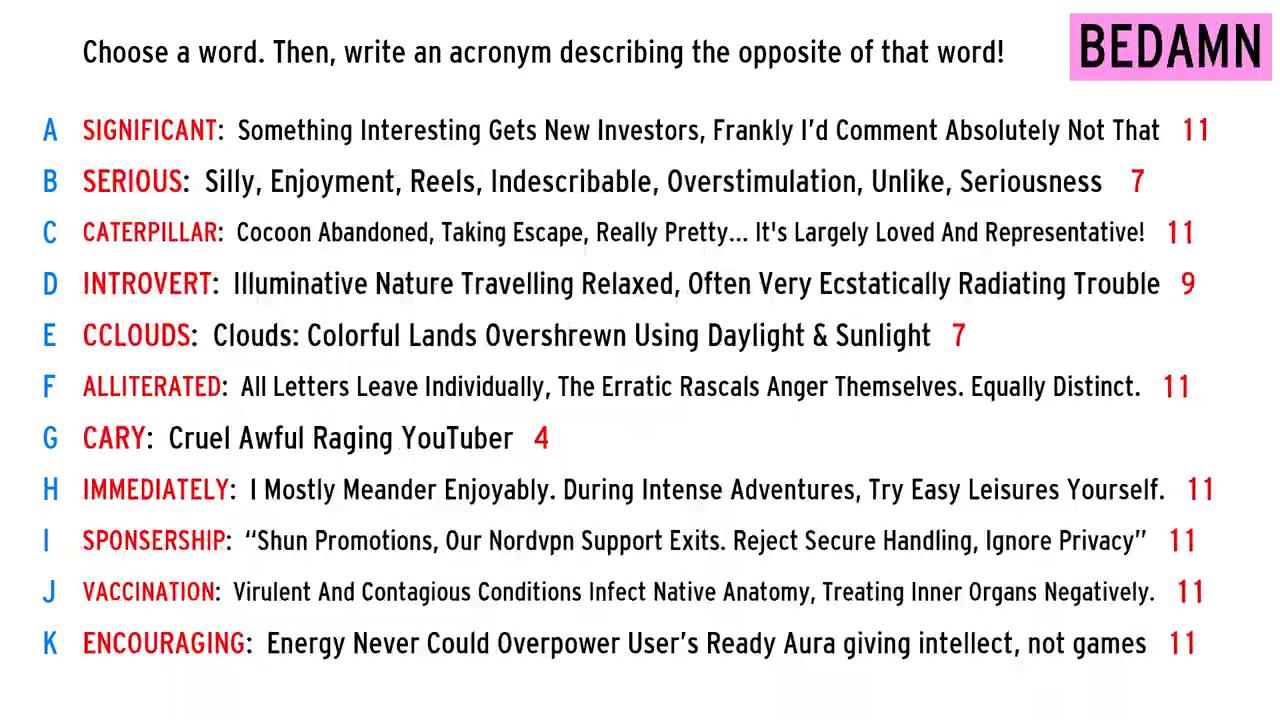 Choose a word. Then, write an acronym describing the opposite of that word!
BEDAMN
A SIGNIFICANT: Something Interesting Gets New Investors, Frankly I'd Comment Absolutely Not That 11
B SERIOUS: Silly, Enjoyment, Reels, Indescribable, Overstimulation, Unlike, Seriousness 7
C CATERPILLAR: Cocoon Abandoned, Taking Escape, Really Pretty... It's Largely Loved And Representative! 11
D INTROVERT: Illuminative Nature Travelling Relaxed, Often Very Ecstatically Radiating Trouble 9
E CCLOUDS: Clouds: Colorful Lands Overshrewn Using Daylight & Sunlight 7
F ALLITERATED: All Letters Leave Individually, The Erratic Rascals Anger Themselves. Equally Distinct. 11
G CARY: Cruel Awful Raging YouTuber 4
H IMMEDIATELY: I Mostly Meander Enjoyably. During Intense Adventures, Try Easy Leisures Yourself. 11
I SPONSERSHIP: “Shun Promotions, Our Nordvpn Support Exits. Reject Secure Handling, Ignore Privacy” 11
J VACCINATION: Virulent And Contagious Conditions Infect Native Anatomy, Treating Inner Organs Negatively. 11
K ENCOURAGING: Energy Never Could Overpower User's Ready Aura giving intellect, not games 11